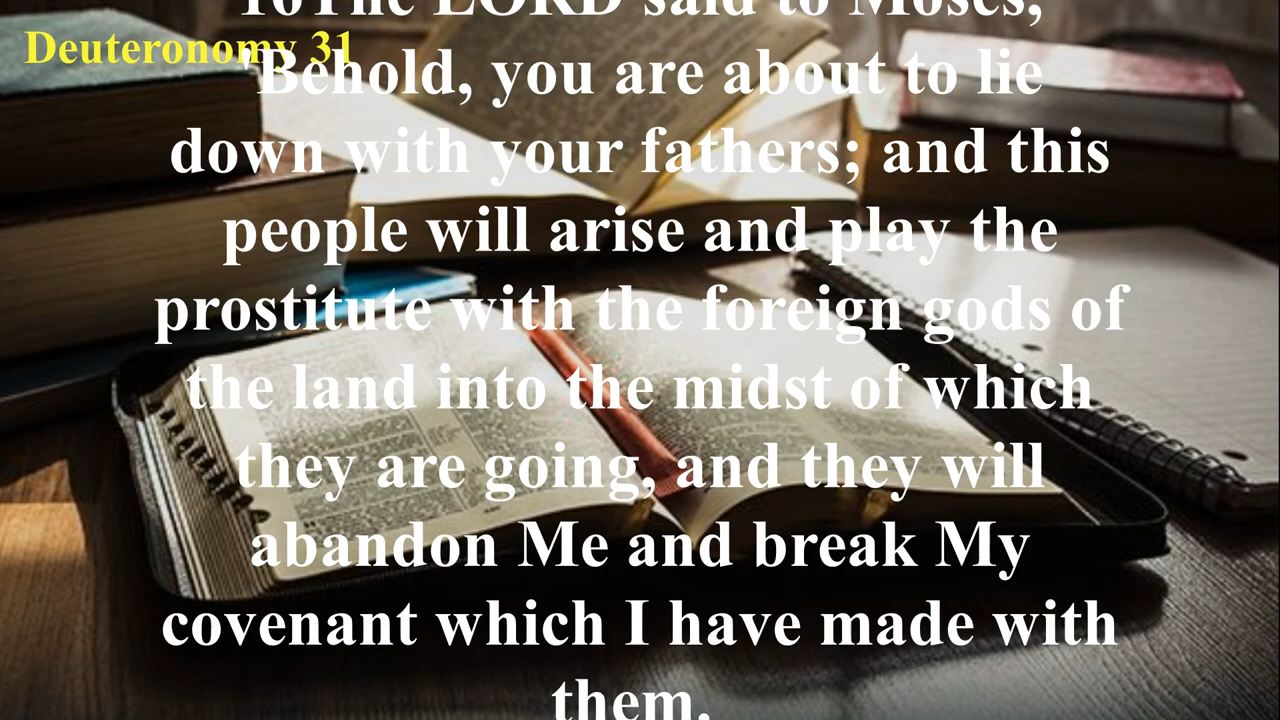 Deuteronomy 31
16The LORD said to Moses,
"Behold, you are about to lie
down with your fathers; and this
people will arise and play the
prostitute with the foreign gods of
the land into the midst of which
they are going, and they will
abandon Me and break My
covenant which I have made with
them.